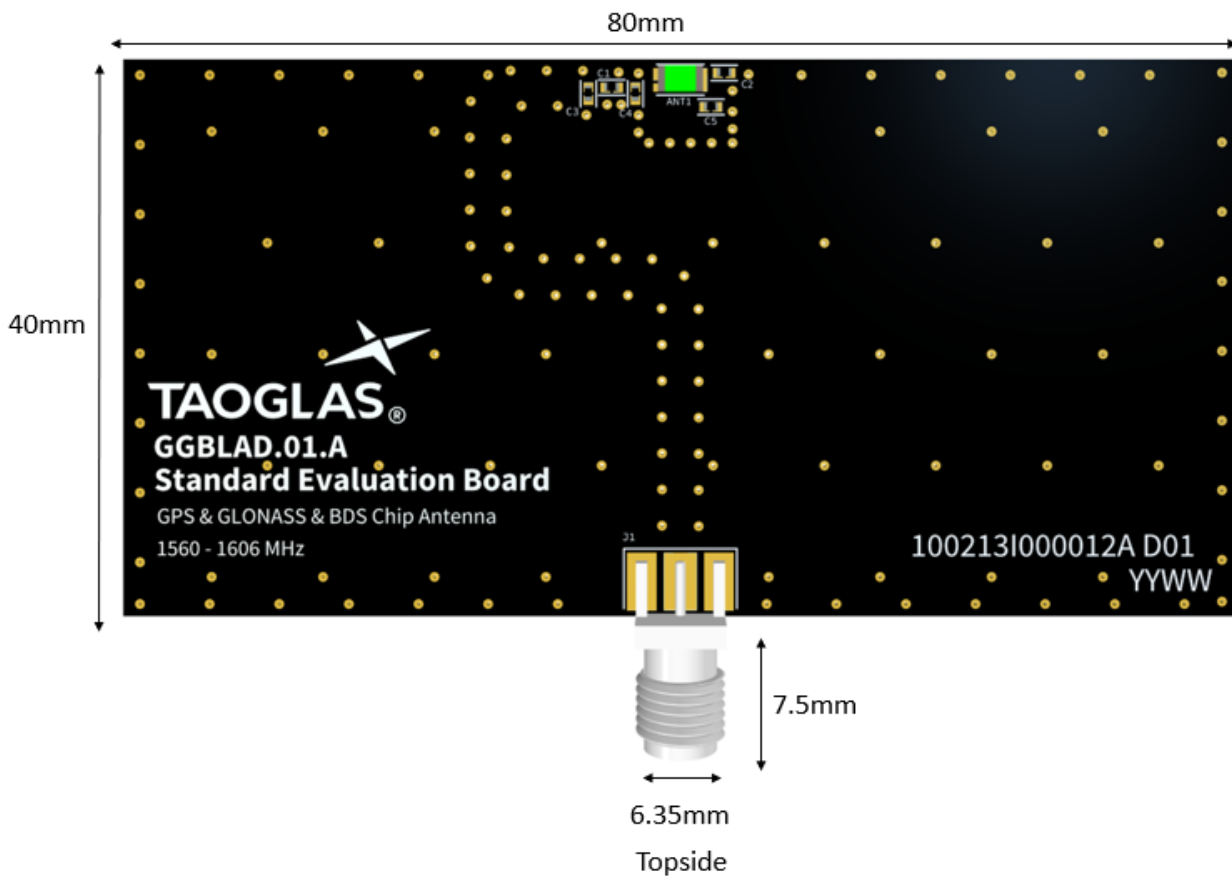 80mm
C1
C2
C3
C4
ANT1
C5
40mm
TAOGLAS®
GGBLAD.01.A
Standard Evaluation Board
GPS & GLONASS & BDS Chip Antenna
1560 - 1606 MHz
J1
100213I000012A D01
YYWW
7.5mm
6.35mm
Topside